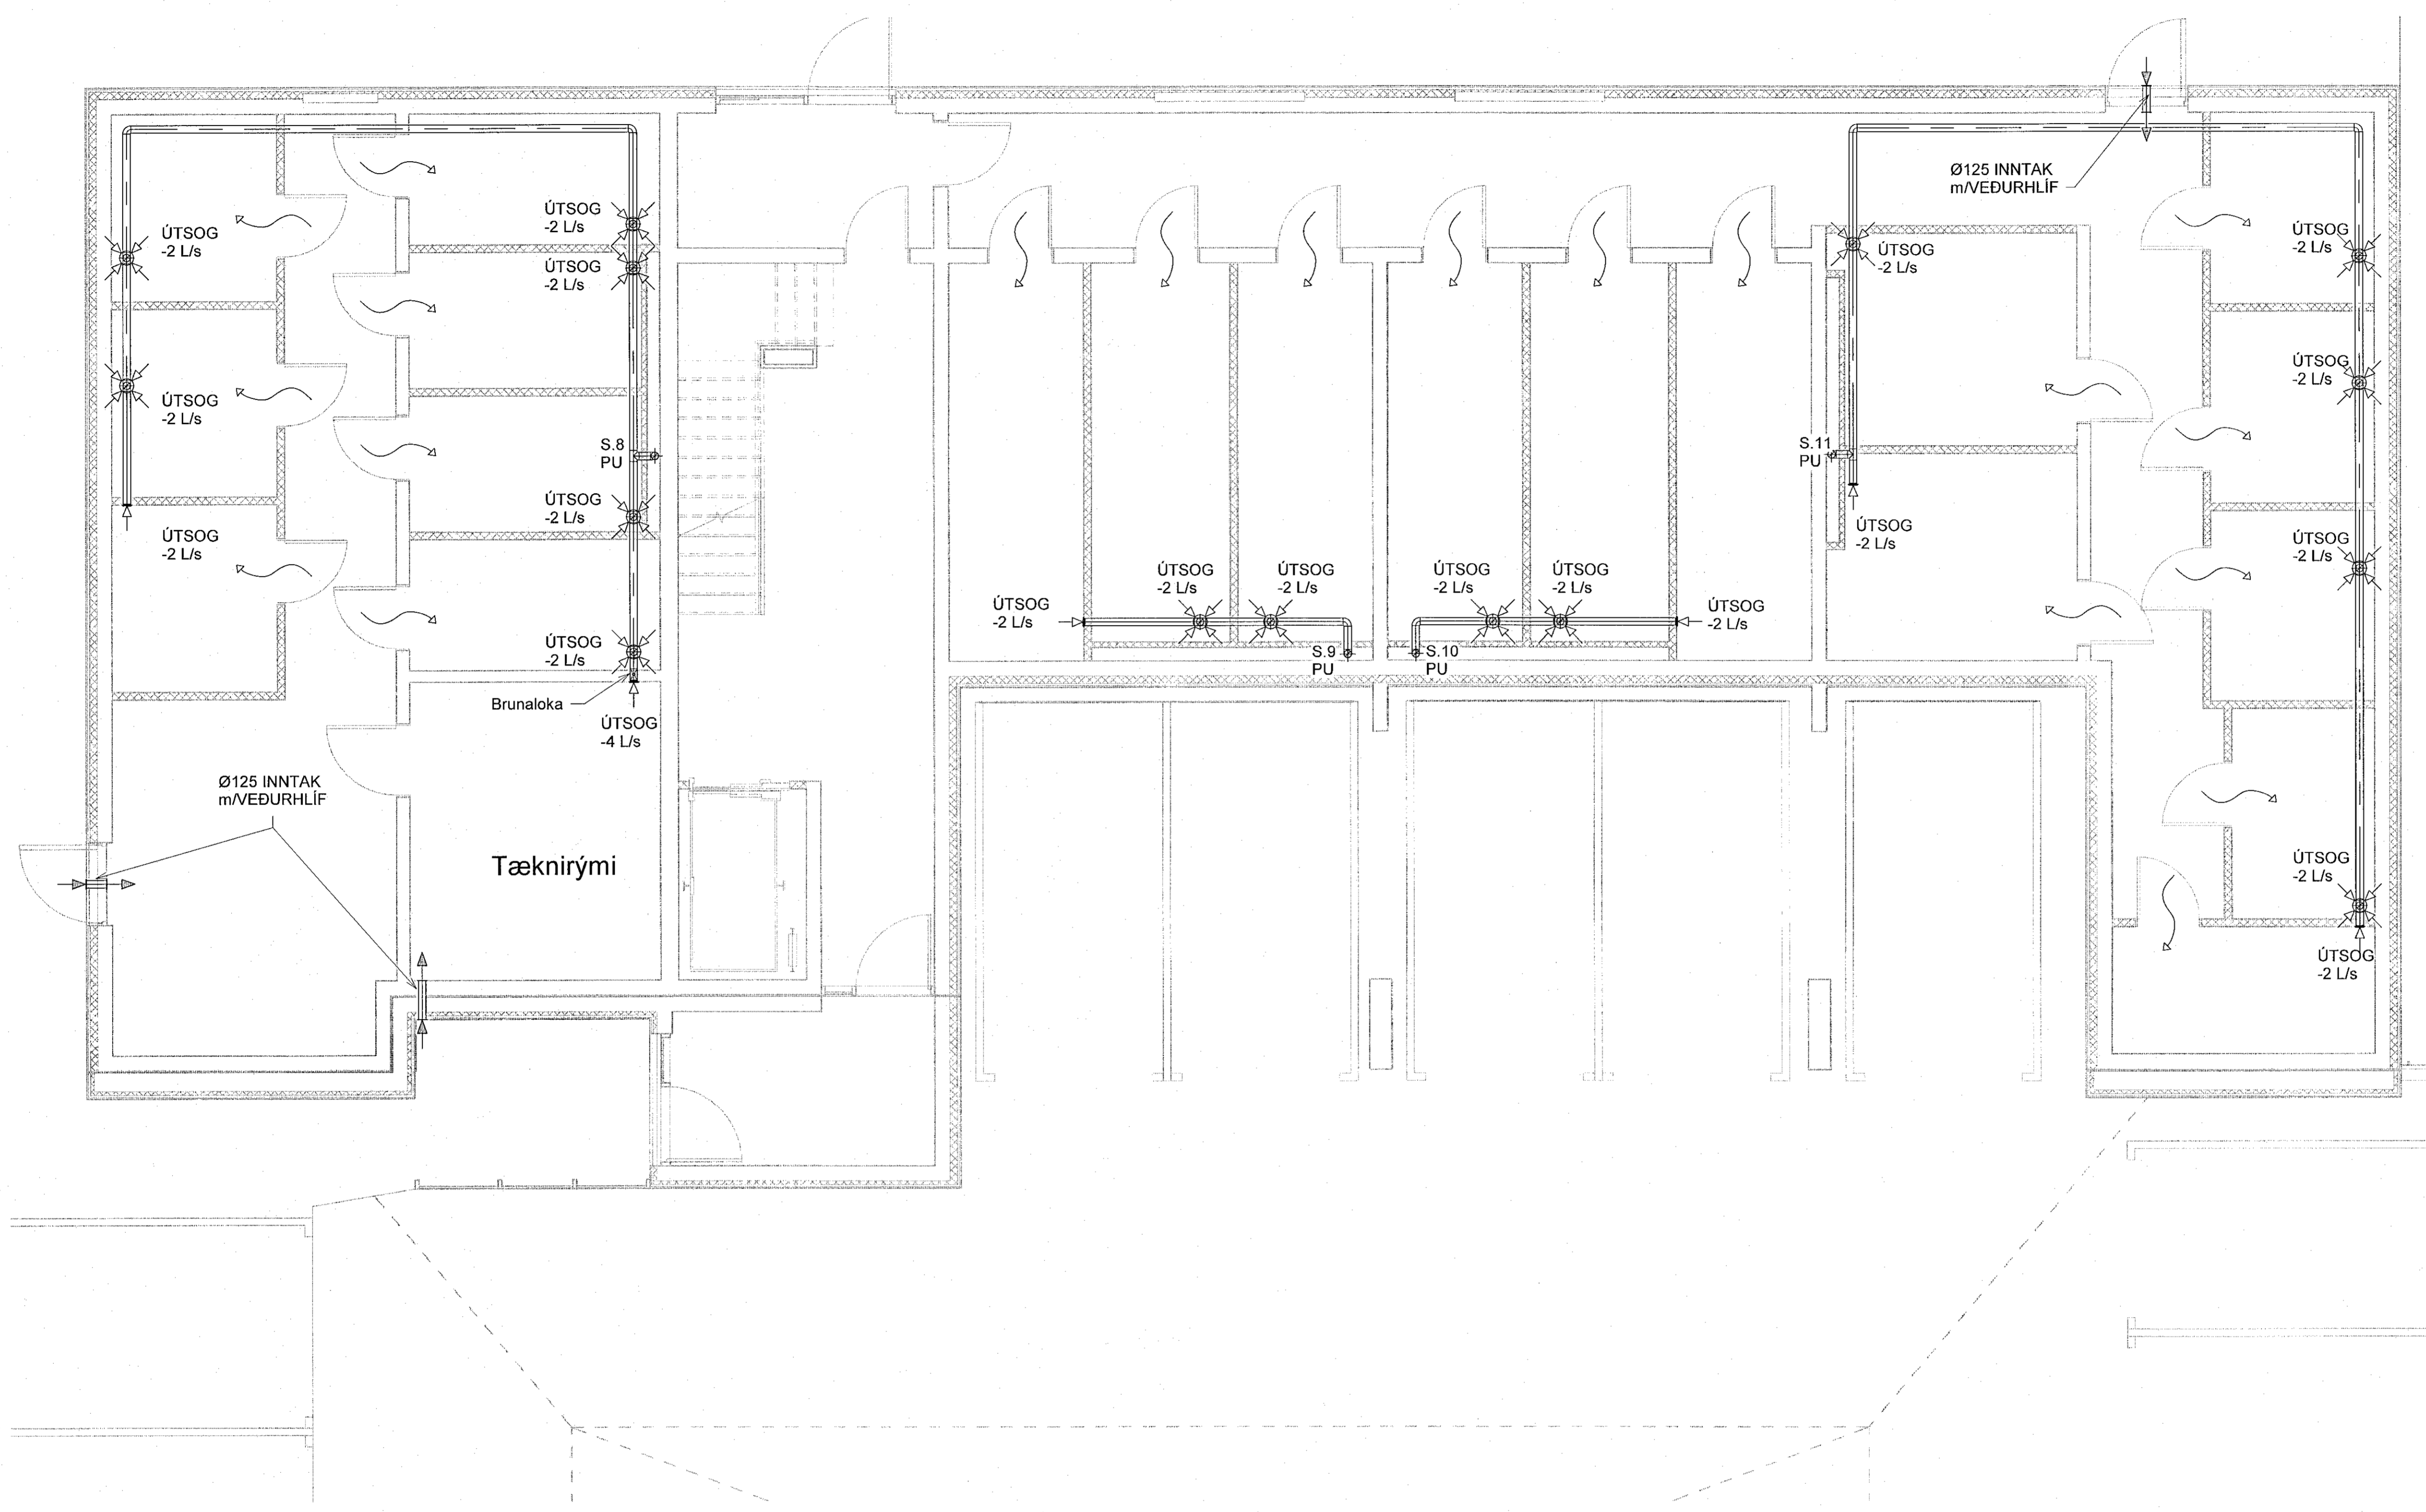 Ø125 INNTAK
m/VEÐURHLÍF
ÚTSOG
-2 L/s
ÚTSOG
-2 L/s
ÚTSOG
-2 L/s
ÚTSOG
-2 L/s
ÚTSOG
-2 L/s
ÚTSOG
-2 L/s
ÚTSOG
-2 L/s
ÚTSOG
-2 L/s
S.8
PU
S.11
PU
ÚTSOG
-2 L/s
ÚTSOG
-2 L/s
ÚTSOG
-2 L/s
ÚTSOG
-2 L/s
ÚTSOG
-2 L/s
ÚTSOG
-2 L/s
ÚTSOG
-2 L/s
ÚTSOG
-2 L/s
ÚTSOG
-2 L/s
ÚTSOG
-2 L/s
ÚTSOG
-2 L/s
S.9
PU
S.10
PU
Brunaloka
ÚTSOG
-4 L/s
Ø125 INNTAK
m/VEÐURHLÍF
Tæknirými
ÚTSOG
-2 L/s
ÚTSOG
-2 L/s